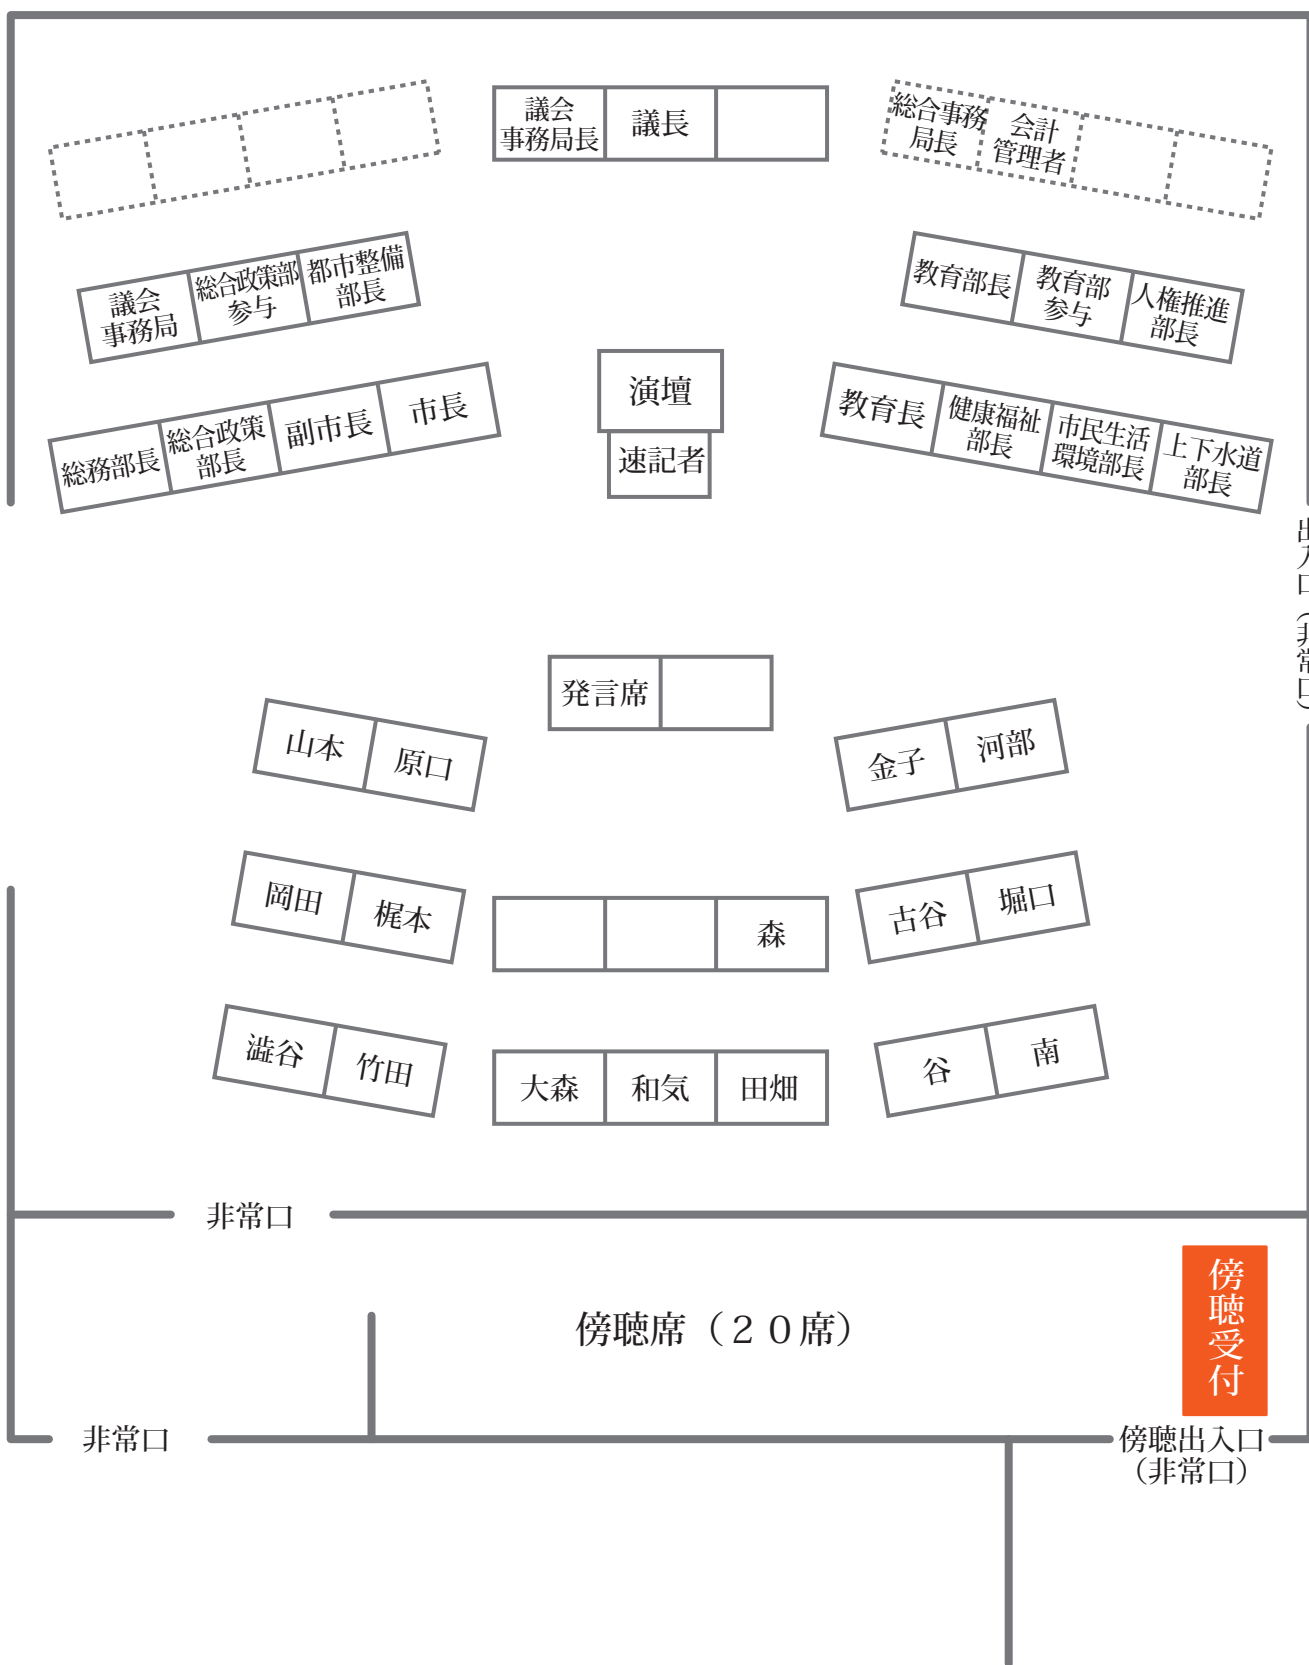 議会
事務局長
議長
総合事務
局長
会計
管理者
議会
事務局
総合政策部
参与
都市整備
部長
教育部長
教育部
参与
人権推進
部長
総務部長
総合政策
部長
副市長
市長
演壇
速記者
教育長
健康福祉
部長
市民生活
環境部長
上下水道
部長
出入口（非常口）
発言席
山本
原口
金子
河部
岡田
梶本
森
古谷
堀口
澁谷
竹田
大森
和気
田畑
谷
南
非常口
傍聴席（２０席）
傍聴受付
非常口
傍聴出入口
（非常口）